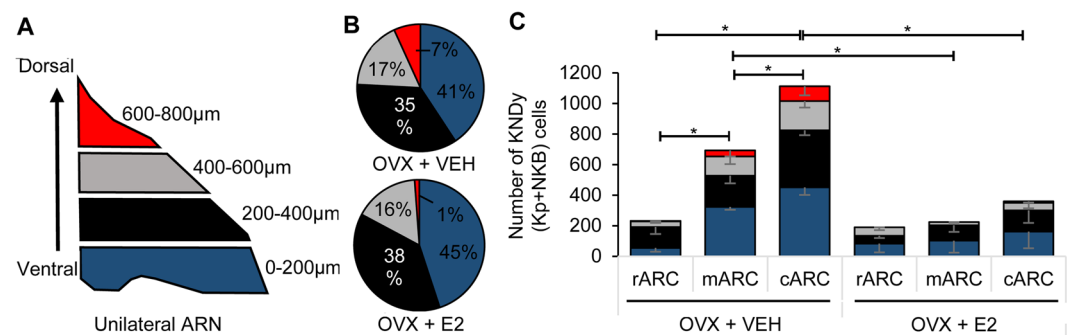 A
Dorsal
600-800µm
400-600µm
200-400µm
0-200µm
Ventral
Unilateral ARN
B
7%
17%
41%
35
%
OVX + VEH
1%
16%
38
%
45%
OVX + E2
C
* *
*
*
*
Number of KNDy
(Kp+NKB) cells
1200
1000
800
600
400
200
0
rARC mARC cARC rARC mARC cARC
OVX + VEH OVX + E2